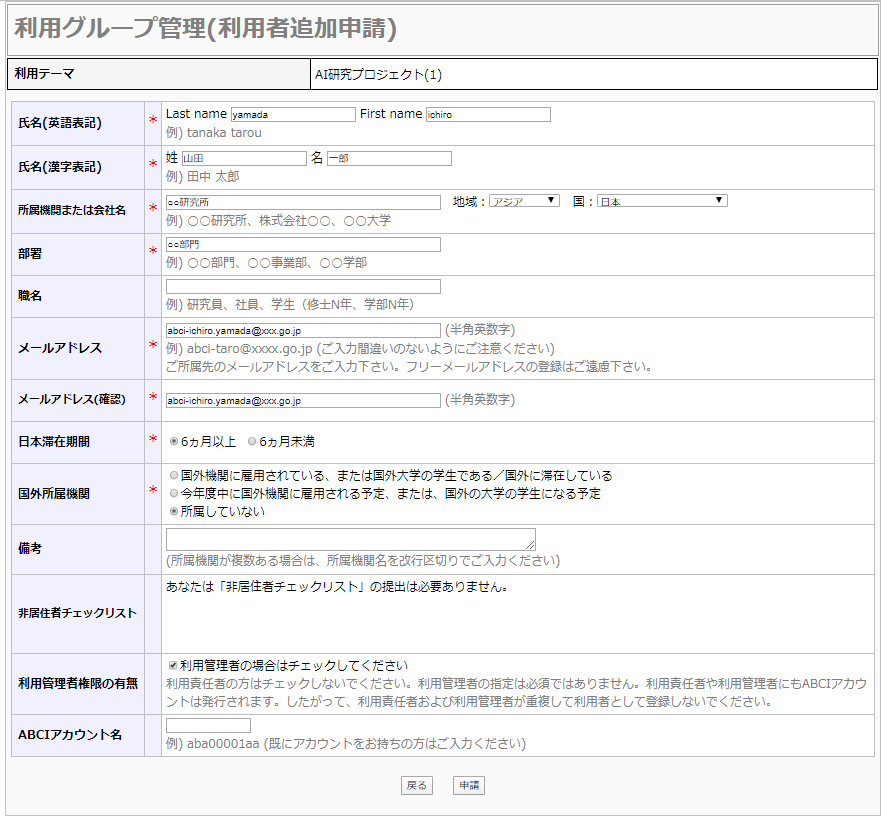 利用グループ管理(利用者追加申請)
利用テーマ AI研究プロジェクト(1)
氏名(英語表記) * Last name yamada First name ichiro
例) tanaka tarou
氏名(漢字表記) * 姓 山田 名 一郎
例) 田中 太郎
所属機関または会社名 * ○○研究所 地域：アジア 国：日本
例) ○○研究所、株式会社○○、○○大学
部署 * ○○部門
例) ○○部門、○○事業部、○○学部
職名
例) 研究員、社員、学生（修士N年、学部N年）
メールアドレス * abci-ichiro.yamada@xxx.go.jp (半角英数字)
例) abci-taro@xxxx.go.jp (ご入力間違いのないようにご注意ください)
ご所属先のメールアドレスをご入力下さい。フリーメールアドレスの登録はご遠慮下さい。
メールアドレス(確認) * abci-ichiro.yamada@xxx.go.jp (半角英数字)
日本滞在期間 * 6ヵ月以上 6ヵ月未満
国外所属機関 * 国外機関に雇用されている、または国外大学の学生である／国外に滞在している
今年度中に国外機関に雇用される予定、または、国外の大学の学生になる予定
所属していない
備考
(所属機関が複数ある場合は、所属機関名を改行区切りでご入力ください)
非居住者チェックリスト あなたは「非居住者チェックリスト」の提出は必要ありません。
利用管理者権限の有無 利用管理者の場合はチェックしてください
利用責任者の方はチェックしないでください。利用管理者の指定は必須ではありません。利用責任者や利用管理者にもABCIアカウ
ントは発行されます。したがって、利用責任者および利用管理者が重複して利用者として登録しないでください。
ABCIアカウント名
例) aba00001aa (既にアカウントをお持ちの方はご入力ください)
戻る 申請